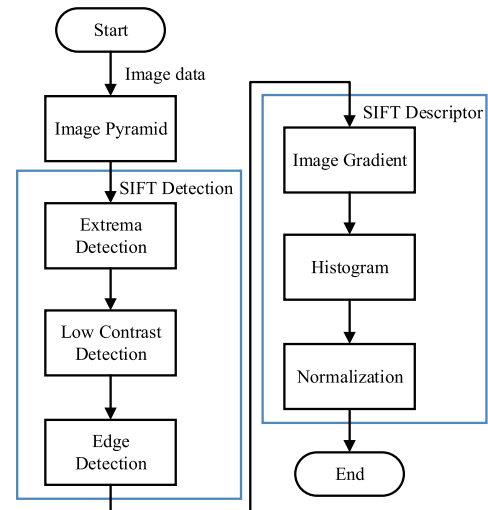 Start
Image data
Image Pyramid
SIFT Detection
Extrema
Detection
Low Contrast
Detection
Edge
Detection
SIFT Descriptor
Image Gradient
Histogram
Normalization
End